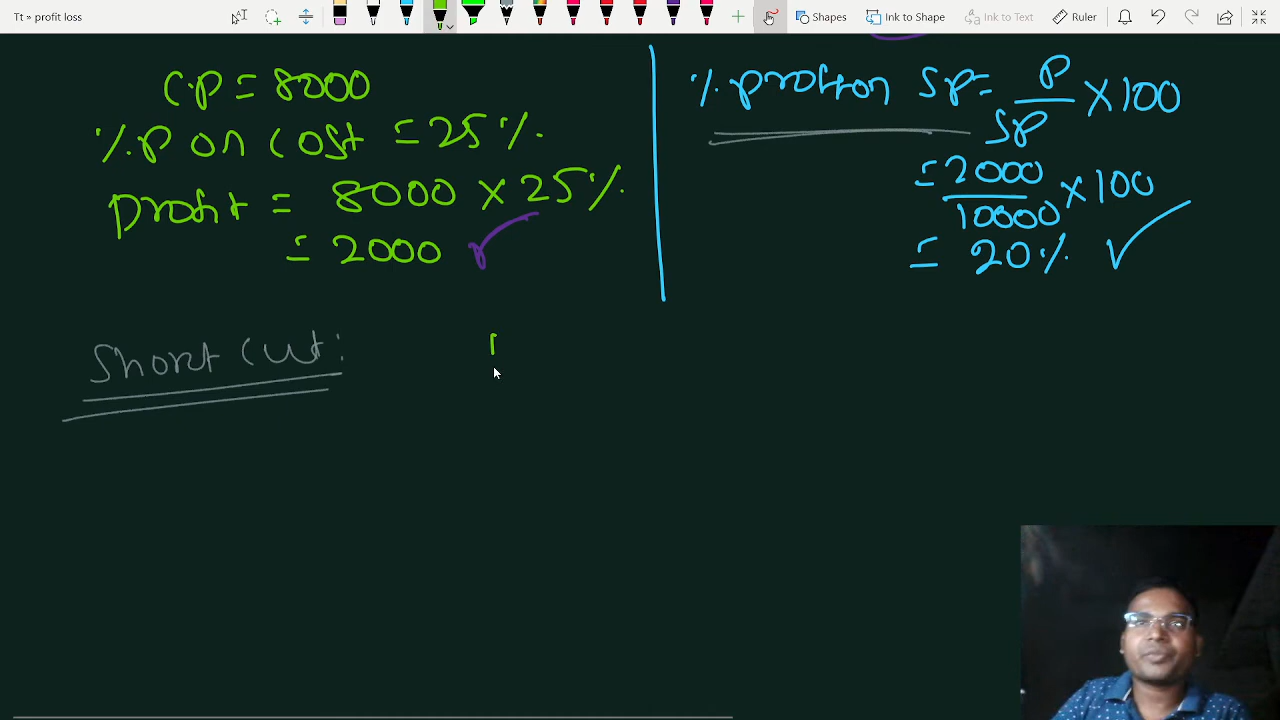 Tt » profit loss
Shapes
Ink to Shape
Ink to Text
Ruler
C.P = 8000
% P on Cost = 25%
Profit = 8000 × 25%
= 2000 ✓
% profit on SP = P/SP × 100
= 2000/10000 × 100
= 20% ✓
Short Cut: